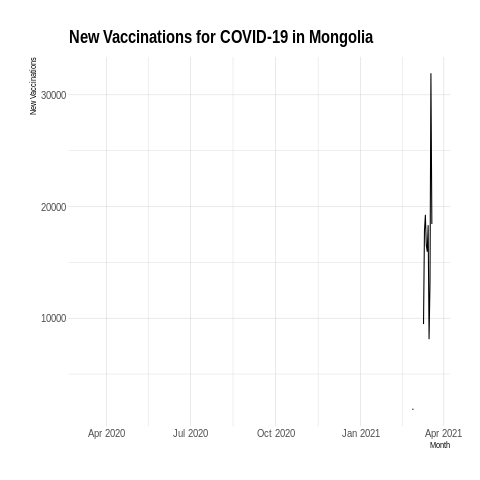 New Vaccinations for COVID-19 in Mongolia
New Vaccinations
30000
20000
10000
Apr 2020 Jul 2020 Oct 2020 Jan 2021 Apr 2021
Month